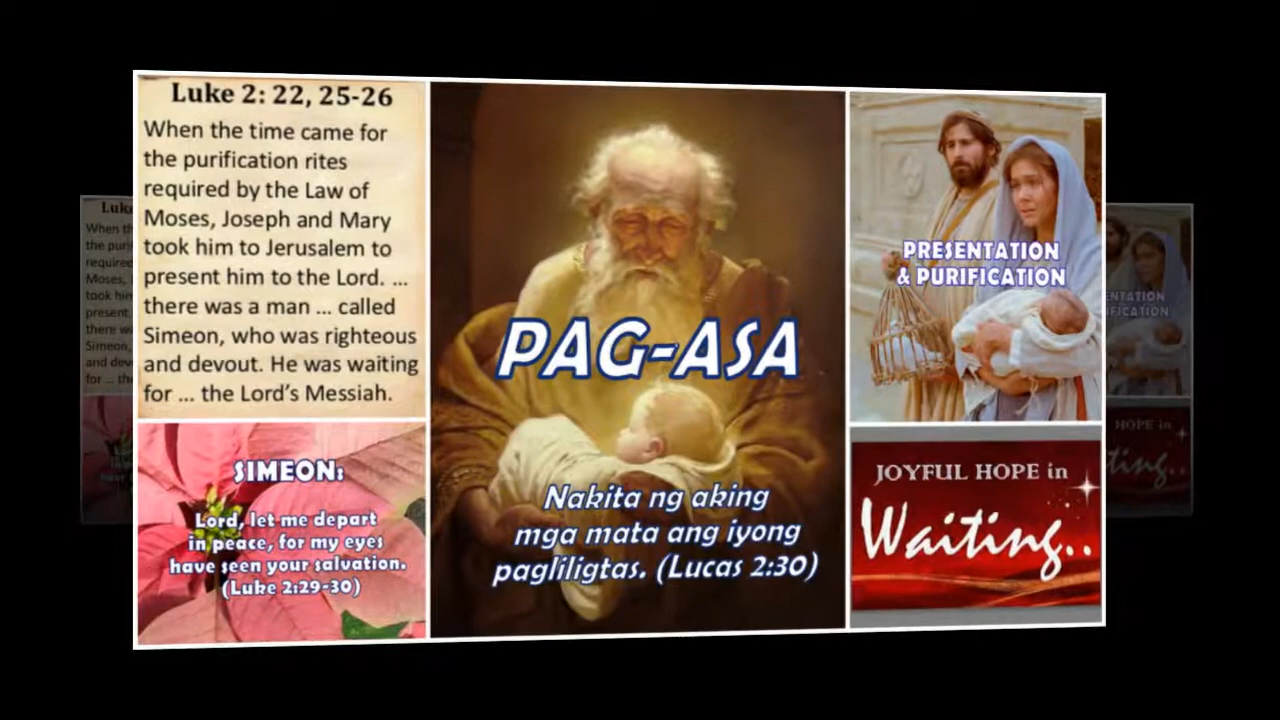 Luke 2: 22, 25-26
When the time came for
the purification rites
required by the Law of
Moses, Joseph and Mary
took him to Jerusalem to
present him to the Lord. ...
there was a man ... called
Simeon, who was righteous
and devout. He was waiting
for ... the Lord's Messiah.
SIMEON:
Lord, let me depart
in peace, for my eyes
have seen your salvation.
(Luke 2:29-30)
PAG-ASA
Nakita ng aking
mga mata ang iyong
pagliligtas. (Lucas 2:30)
PRESENTATION
& PURIFICATION
JOYFUL HOPE in
Waiting..